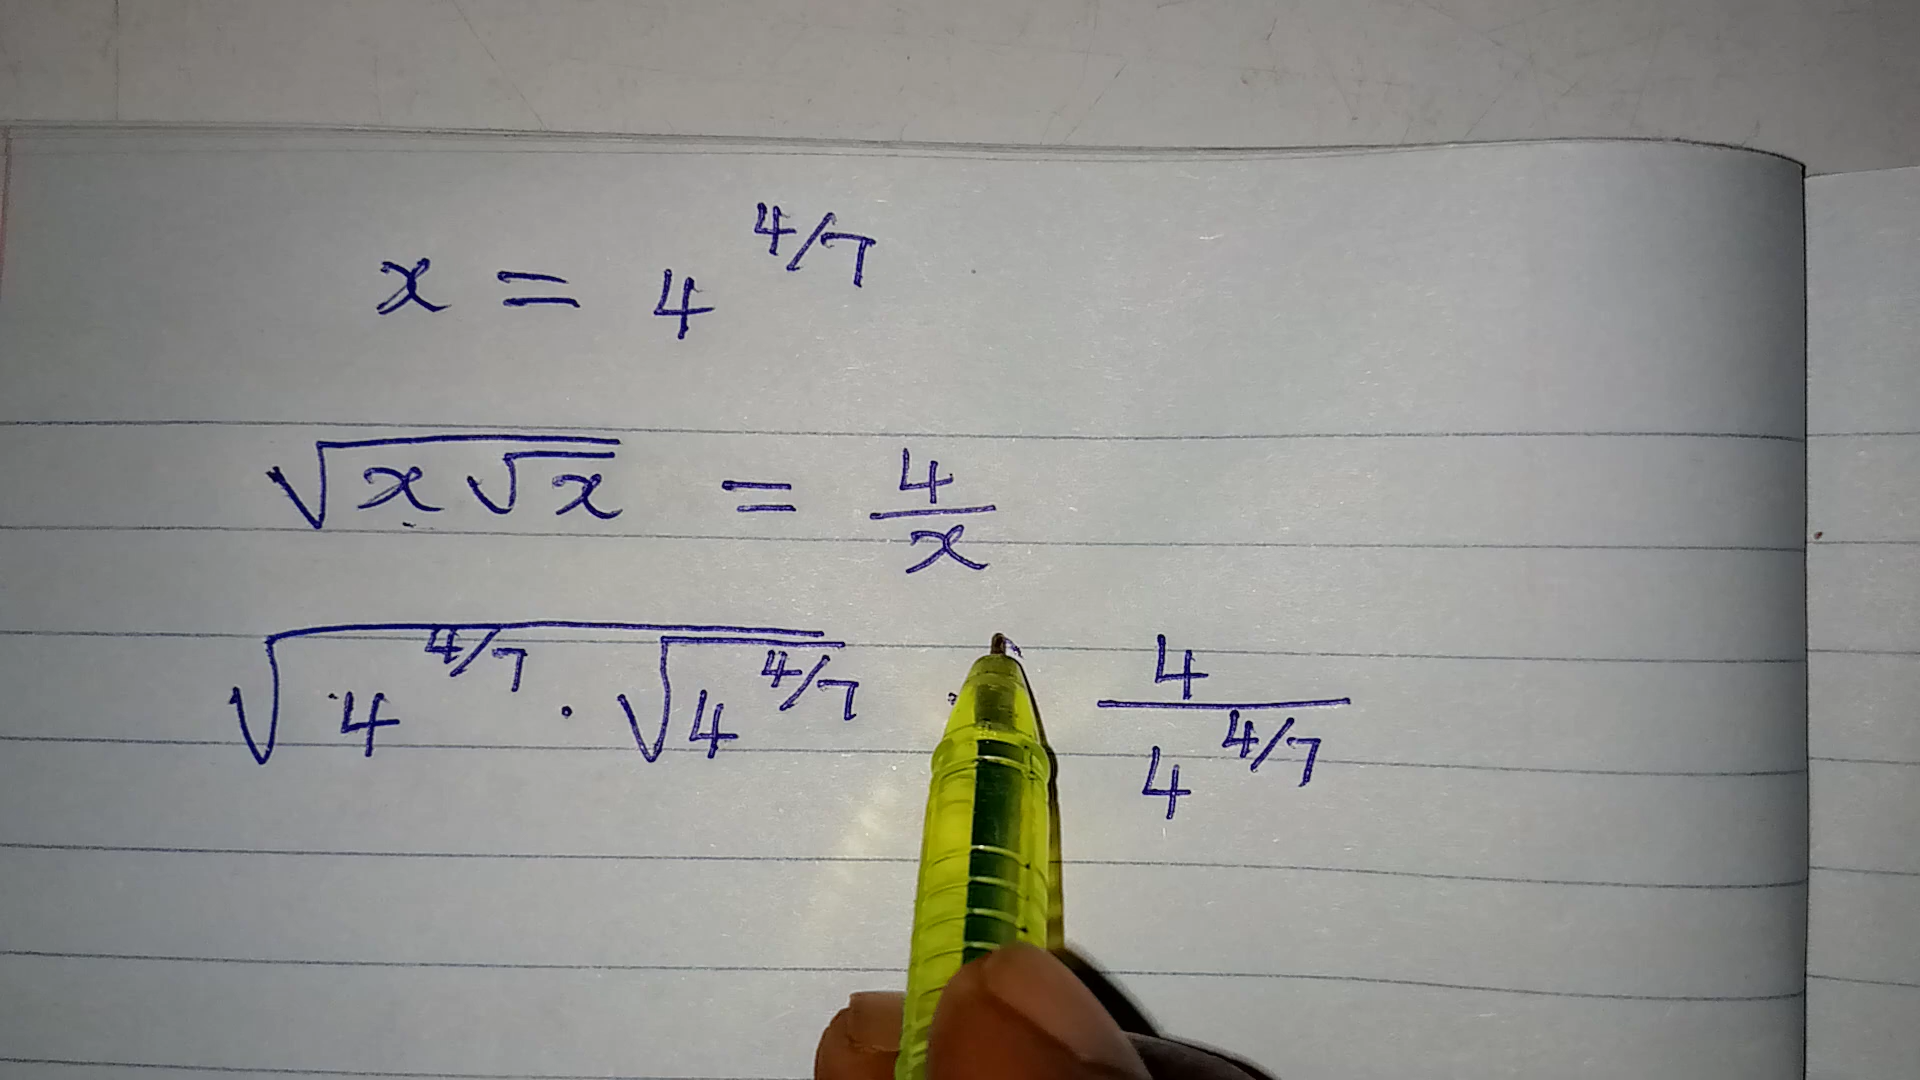 x = 4^{4/7}
√(x√x) = 4/x
√(4^{4/7} · √(4^{4/7})) 4/4^{4/7}